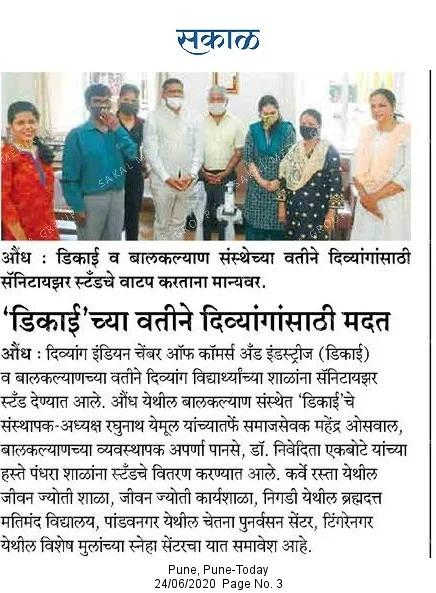 सकाळ
औंध : डिकाई व बालकल्याण संस्थेच्या वतीने दिव्यांगांसाठी
सॅनिटायझर स्टँडचे वाटप करताना मान्यवर.
‘डिकाई’च्या वतीने दिव्यांगांसाठी मदत
औंध : दिव्यांग इंडियन चेंबर ऑफ कॉमर्स अँड इंडस्ट्रीज (डिकाई)
व बालकल्याणच्या वतीने दिव्यांग विद्यार्थ्यांच्या शाळांना सॅनिटायझर
स्टँड देण्यात आले. औंध येथील बालकल्याण संस्थेत ‘डिकाई’चे
संस्थापक-अध्यक्ष रघुनाथ येमूल यांच्यातर्फे समाजसेवक महेंद्र ओसवाल,
बालकल्याणच्या व्यवस्थापक अपर्णा पानसे, डॉ. निवेदिता एकबोटे यांच्या
हस्ते पंधरा शाळांना स्टँडचे वितरण करण्यात आले. कर्वे रस्ता येथील
जीवन ज्योती शाळा, जीवन ज्योती कार्यशाळा, निगडी येथील ब्रह्मदत्त
मतिमंद विद्यालय, पांडवनगर येथील चेतना पुनर्वसन सेंटर, टिंगरेनगर
येथील विशेष मुलांच्या स्नेहा सेंटरचा यात समावेश आहे.
Pune, Pune-Today
24/06/2020 Page No. 3